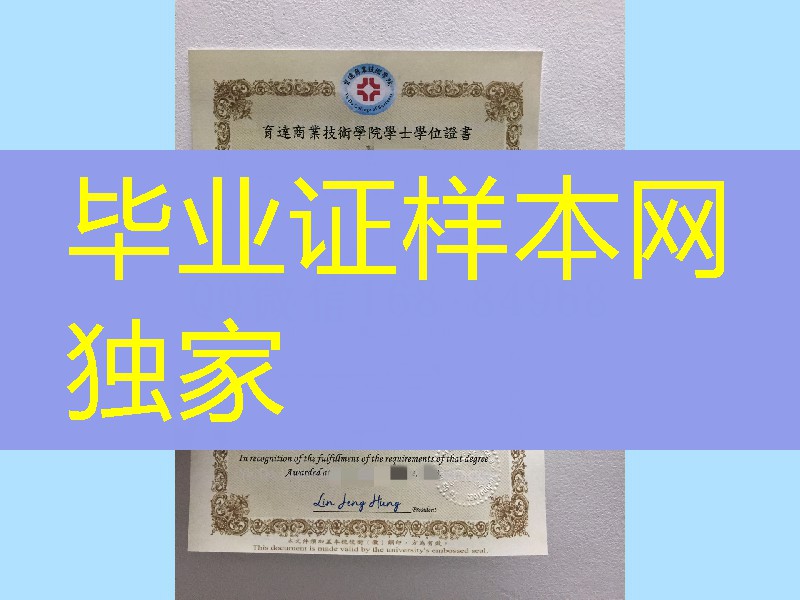 育達商業技術學院學士學位證書
毕业证样本网
独家
In recognition of the fulfillment of the requirements of that degree
Awarded at
Lin Jeng Hung
President
This document is made valid by the university's embossed seal.